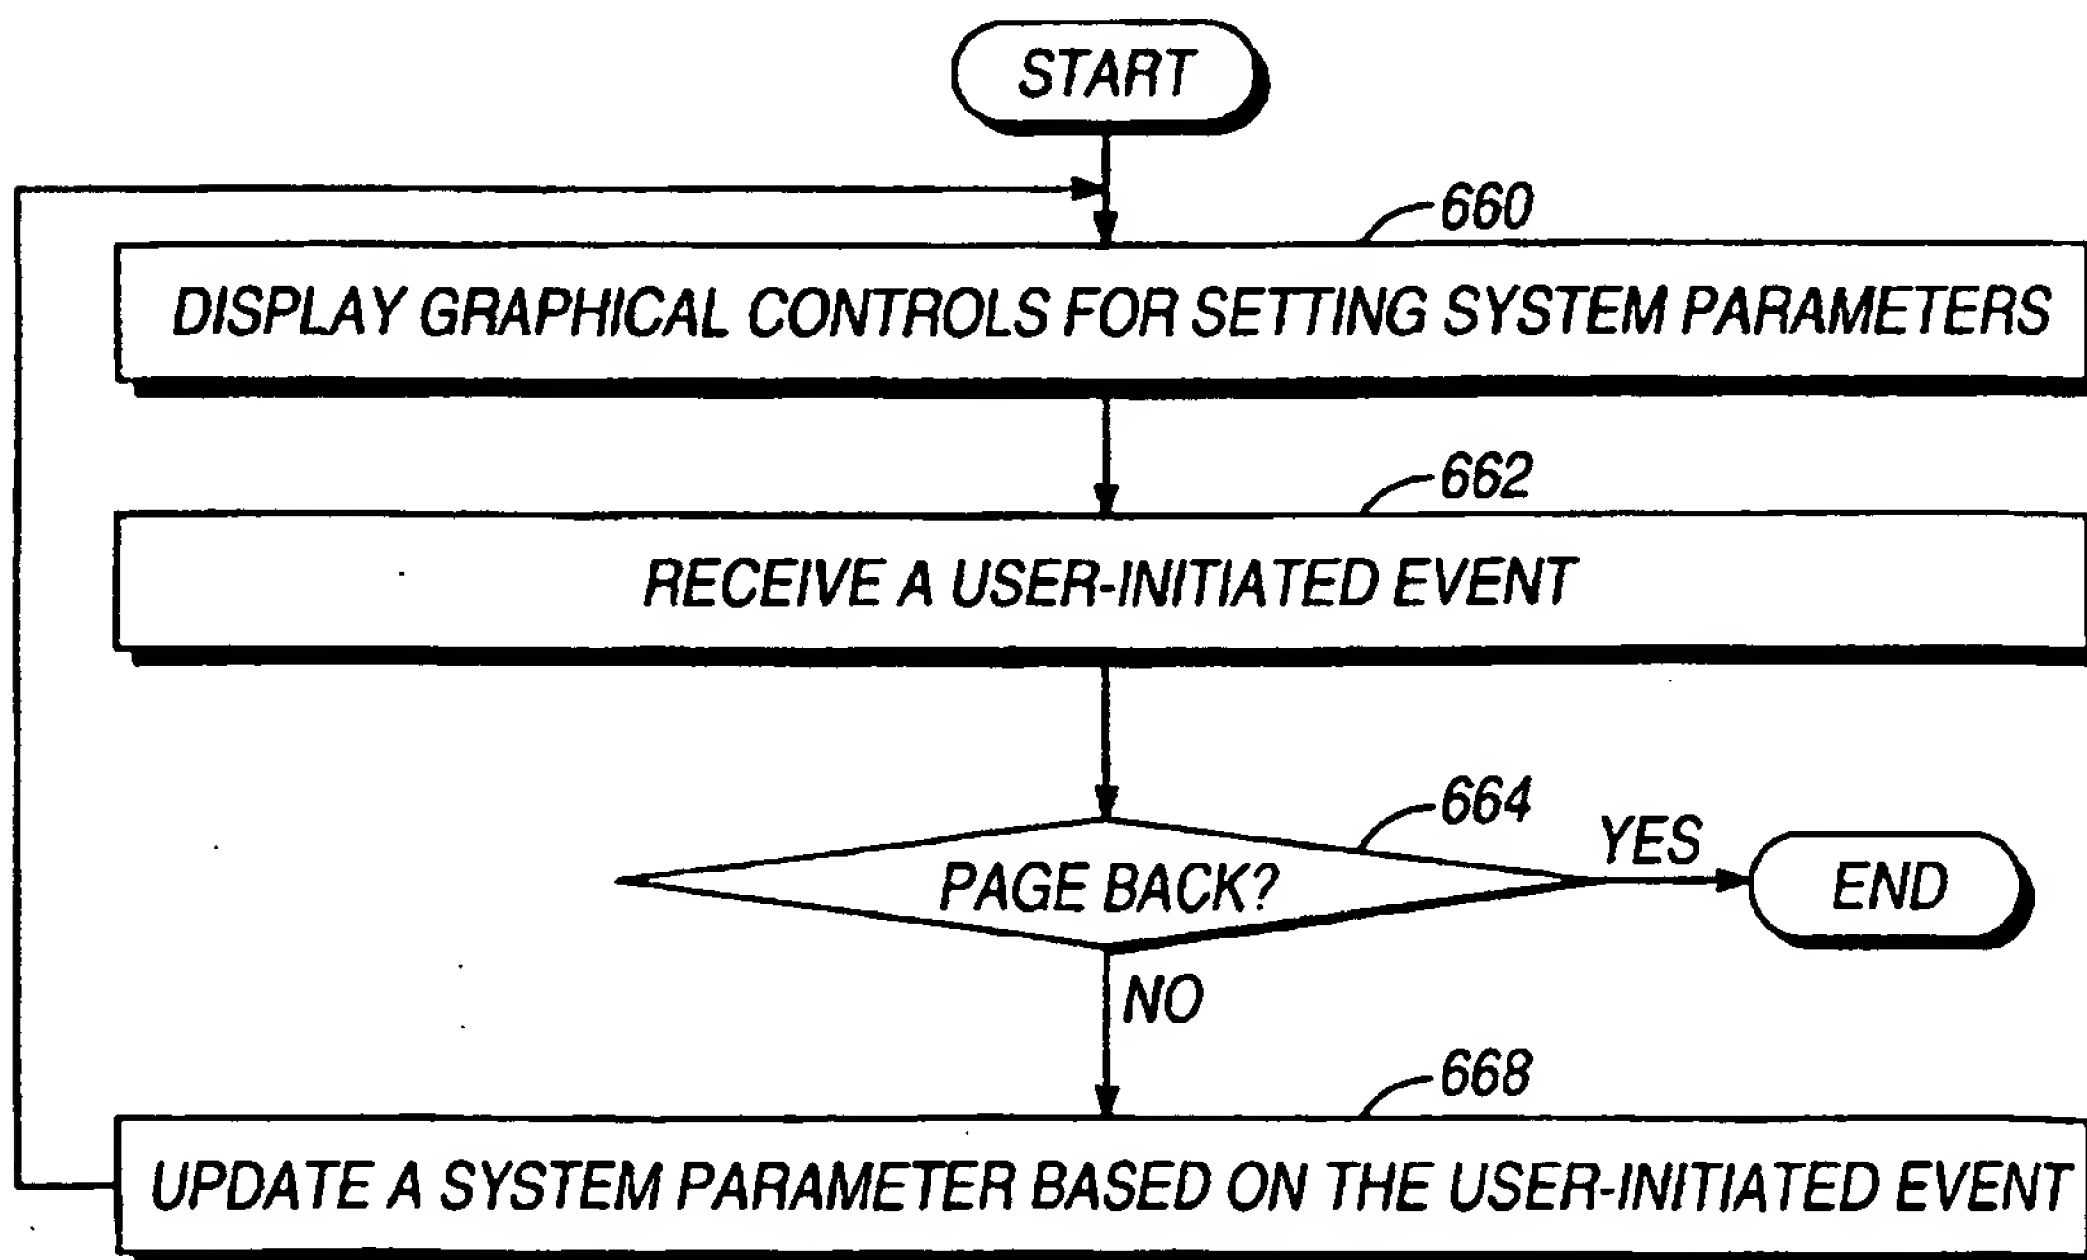 START
660
DISPLAY GRAPHICAL CONTROLS FOR SETTING SYSTEM PARAMETERS
662
RECEIVE A USER-INITIATED EVENT
664
PAGE BACK?
YES
END
NO
668
UPDATE A SYSTEM PARAMETER BASED ON THE USER-INITIATED EVENT